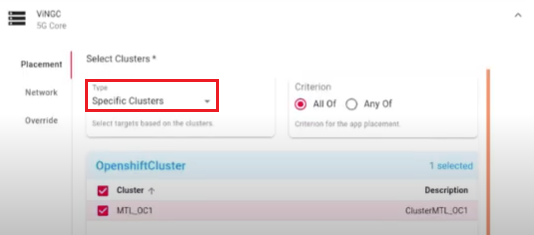 ViNGC
5G Core
Placement
Network
Override
Select Clusters *
Type
Specific Clusters
Select targets based on the clusters.
Criterion
All Of
Any Of
Criterion for the app placement.
OpenshiftCluster
1 selected
Cluster ↑
Description
MTL_OC1
ClusterMTL_OC1